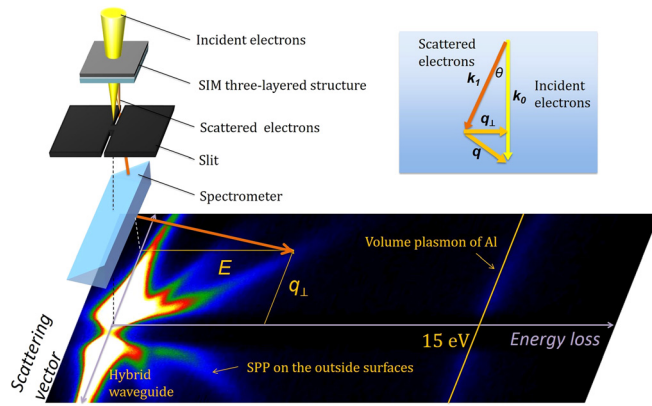 Incident electrons
SIM three-layered structure
Scattered electrons
Slit
Spectrometer
Scattered
electrons
θ
k₁
k₀
Incident
electrons
q⊥
q
Volume plasmon of Al
E
q⊥
15 eV
Energy loss
Scattering
vector
Hybrid
waveguide
SPP on the outside surfaces